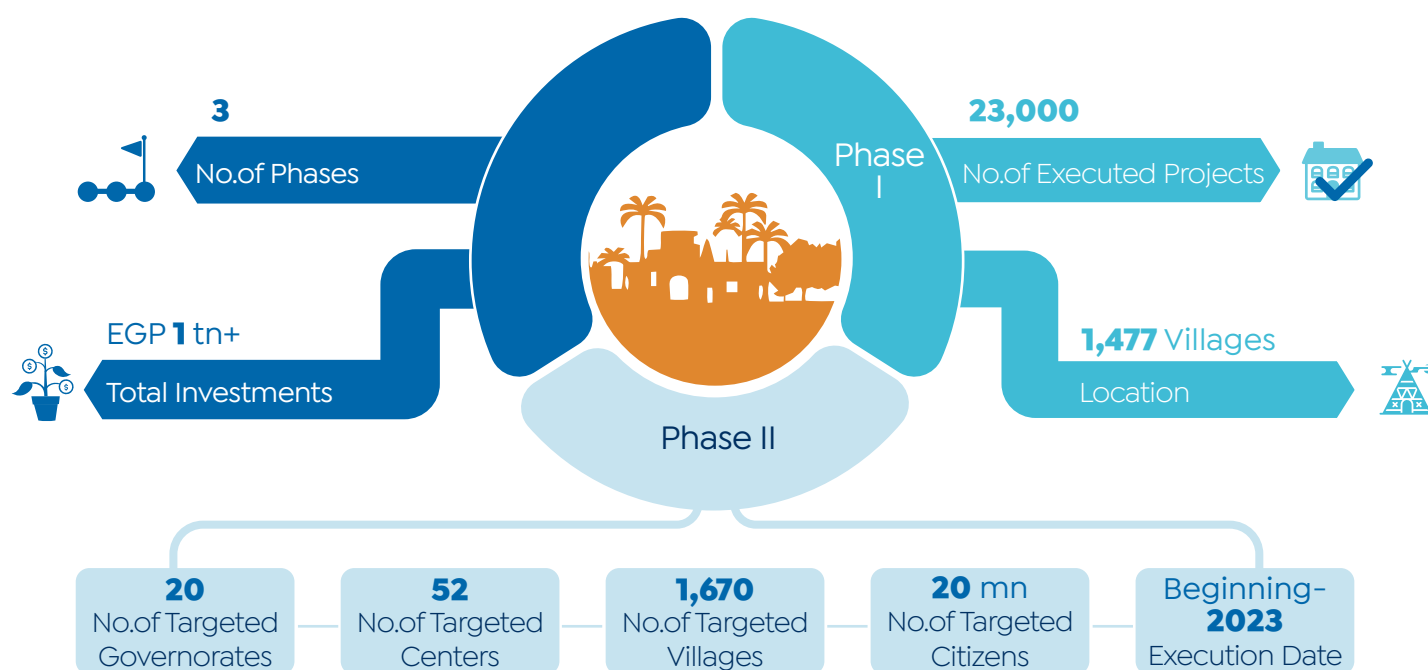 3
No.of Phases
EGP 1 tn+
Total Investments
Phase
I
23,000
No.of Executed Projects
1,477 Villages
Location
Phase II
20
No.of Targeted
Governorates
52
No.of Targeted
Centers
1,670
No.of Targeted
Villages
20 mn
No.of Targeted
Citizens
Beginning-
2023
Execution Date